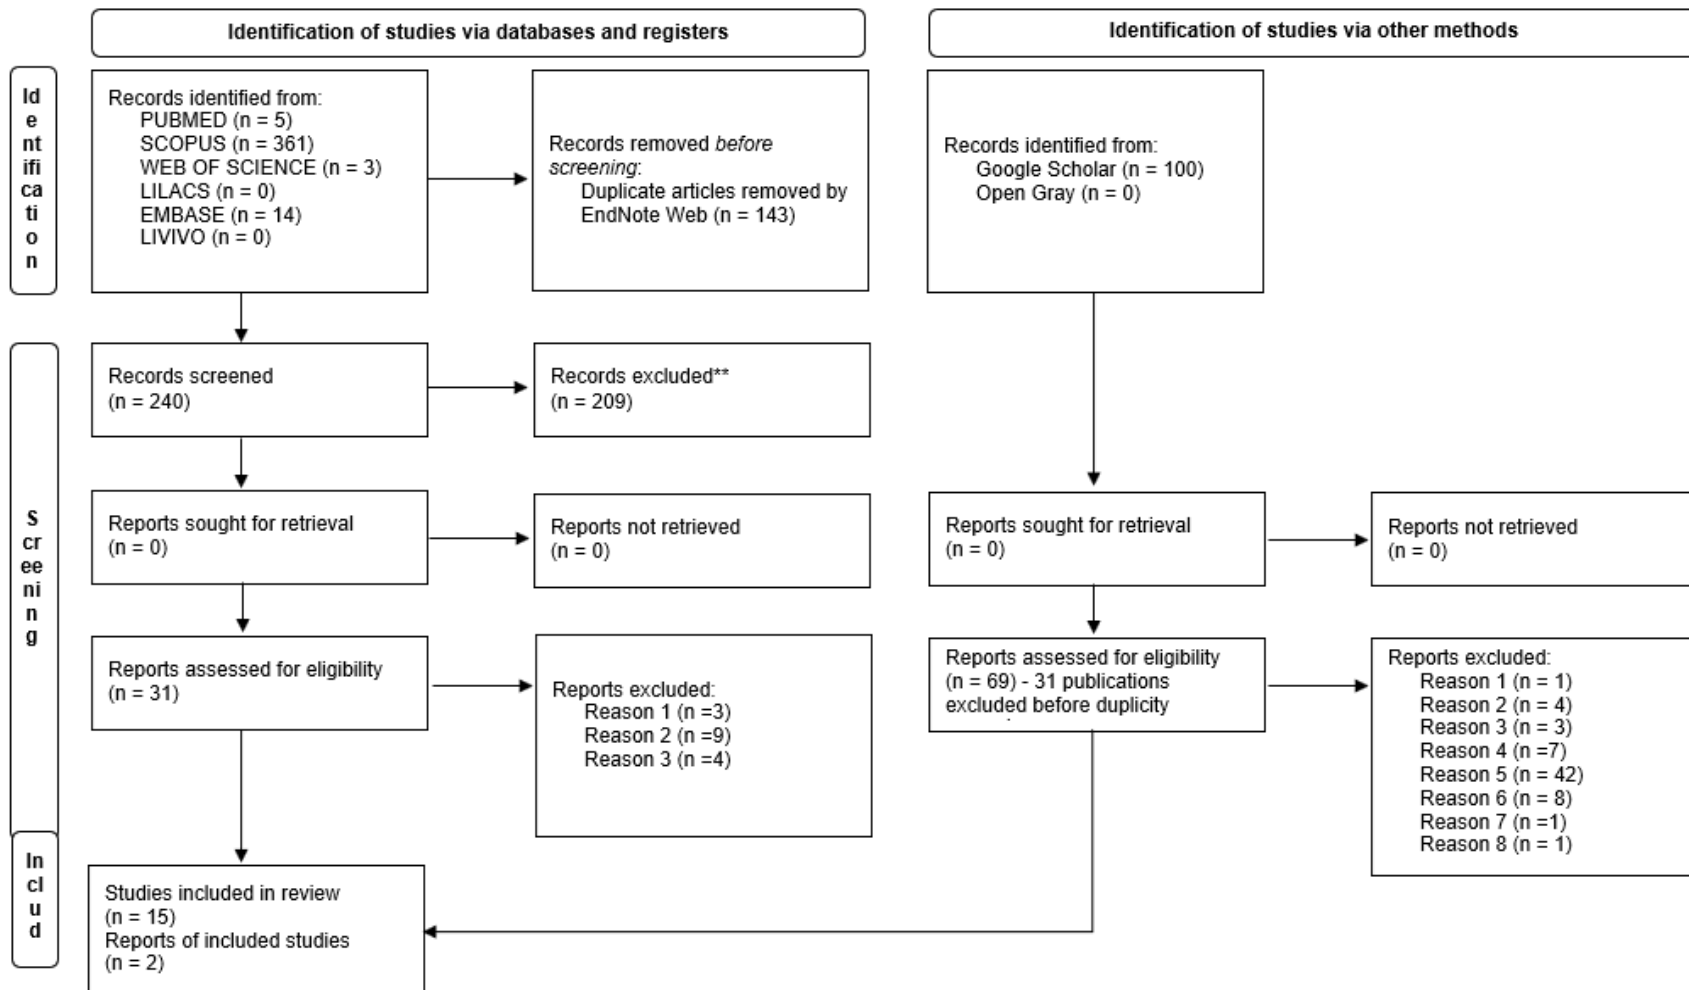 Identification of studies via databases and registers
Identification of studies via other methods
Id
e
nt
ifi
ca
ti
o
n
Records identified from:
PUBMED (n = 5)
SCOPUS (n = 361)
WEB OF SCIENCE (n = 3)
LILACS (n = 0)
EMBASE (n = 14)
LIVIVO (n = 0)
Records removed before
screening:
Duplicate articles removed by
EndNote Web (n = 143)
Records identified from:
Google Scholar (n = 100)
Open Gray (n = 0)
S
cr
ee
ni
n
g
Records screened
(n = 240)
Records excluded**
(n = 209)
Reports sought for retrieval
(n = 0)
Reports not retrieved
(n = 0)
Reports sought for retrieval
(n = 0)
Reports not retrieved
(n = 0)
Reports assessed for eligibility
(n = 31)
Reports excluded:
Reason 1 (n =3)
Reason 2 (n =9)
Reason 3 (n =4)
Reports assessed for eligibility
(n = 69) - 31 publications
excluded before duplicity
Reports excluded:
Reason 1 (n = 1)
Reason 2 (n = 4)
Reason 3 (n = 3)
Reason 4 (n =7)
Reason 5 (n = 42)
Reason 6 (n = 8)
Reason 7 (n =1)
Reason 8 (n = 1)
In
cl
u
d
Studies included in review
(n = 15)
Reports of included studies
(n = 2)